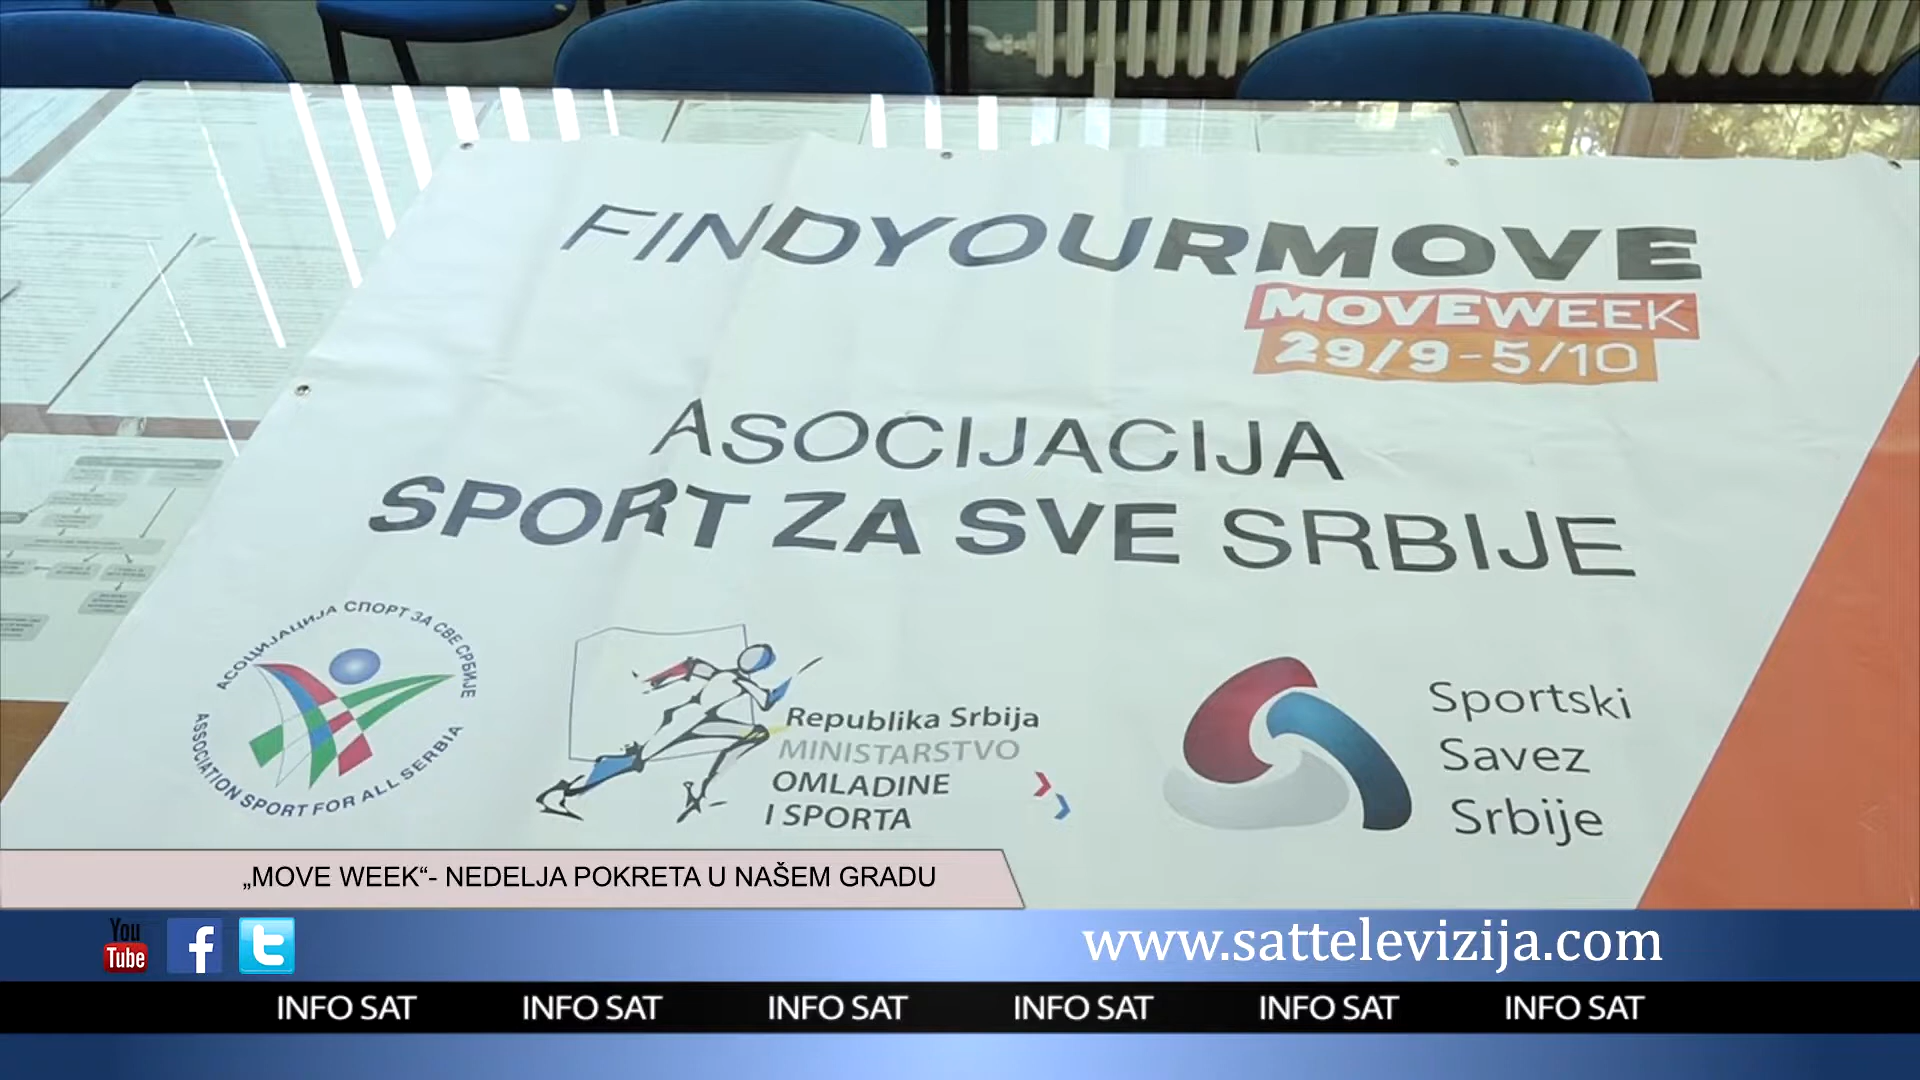 FINDYOURMOVE
MOVEWEEK
29/9-5/10
ASOCIJACIJA
SPORT ZA SVE SRBIJE
АСОЦИЈАЦИЈА СПОРТ ЗА СВЕ СРБИЈЕ
ASSOCIATION SPORT FOR ALL SERBIA
Republika Srbija
MINISTARSTVO
OMLADINE
I SPORTA
Sportski
Savez
Srbije
„MOVE WEEK“- NEDELJA POKRETA U NAŠEM GRADU
You
Tube
www.sattelevizija.com
INFO SAT INFO SAT INFO SAT INFO SAT INFO SAT INFO SAT